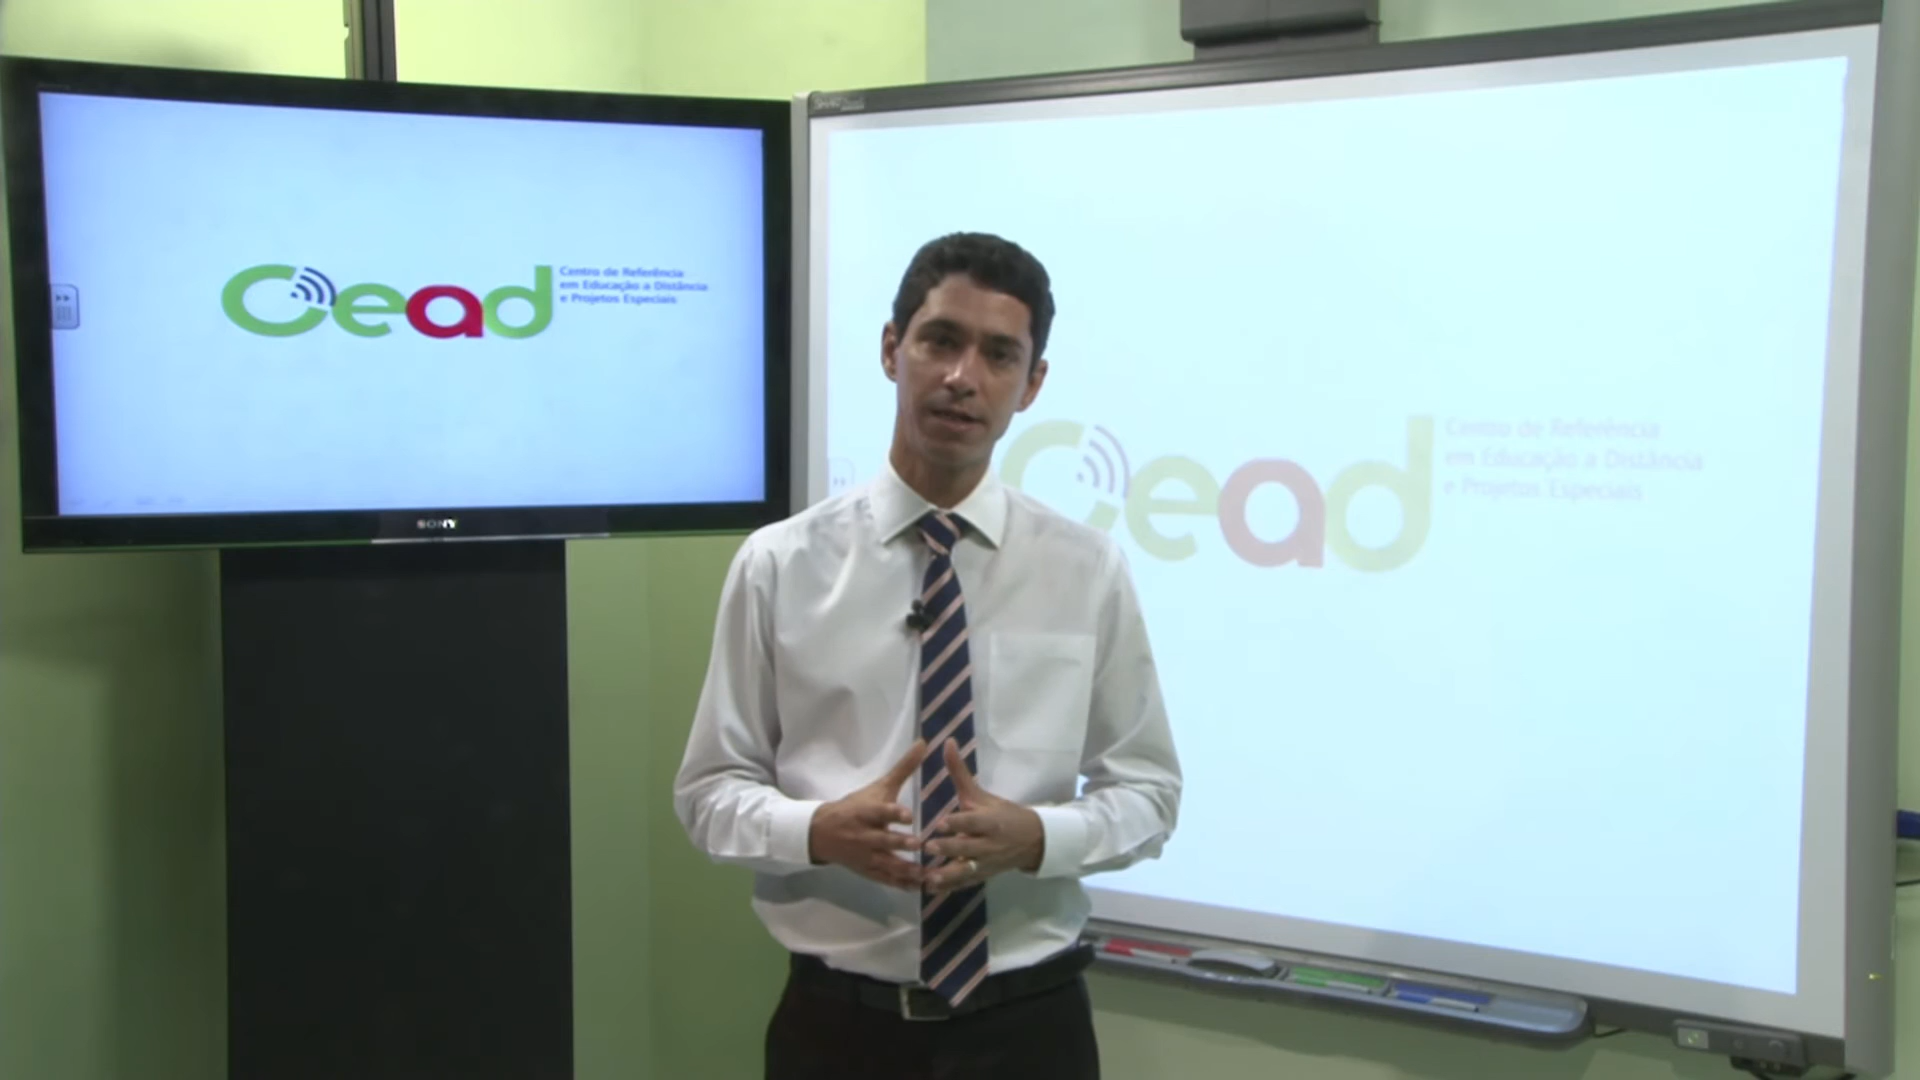 Cead
Centro de Referência
em Educação a Distância
e Projetos Especiais
SONY
Cead
Centro de Referência
em Educação a Distância
e Projetos Especiais